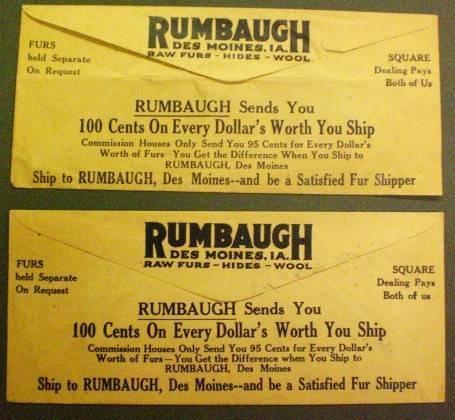 RUMBAUGH
DES MOINES, IA.
RAW FURS - HIDES - WOOL
FURS
held Separate
On Request
SQUARE
Dealing Pays
Both of Us
RUMBAUGH Sends You
100 Cents On Every Dollar's Worth You Ship
Commission Houses Only Send You 95 Cents for Every Dollar's
Worth of Furs You Get the Difference When You Ship to
RUMBAUGH, Des Moines
Ship to RUMBAUGH, Des Moines--and be a Satisfied Fur Shipper
RUMBAUGH
DES MOINES, IA.
RAW FURS - HIDES - WOOL
FURS
held Separate
On Request
SQUARE
Dealing Pays
Both of us
RUMBAUGH Sends You
100 Cents On Every Dollar's Worth You Ship
Commission Houses Only Send You 95 Cents for Every Dollar's
Worth of Furs—You Get the Difference when You Ship to
RUMBAUGH, Des Moines
Ship to RUMBAUGH, Des Moines--and be a Satisfied Fur Shipper